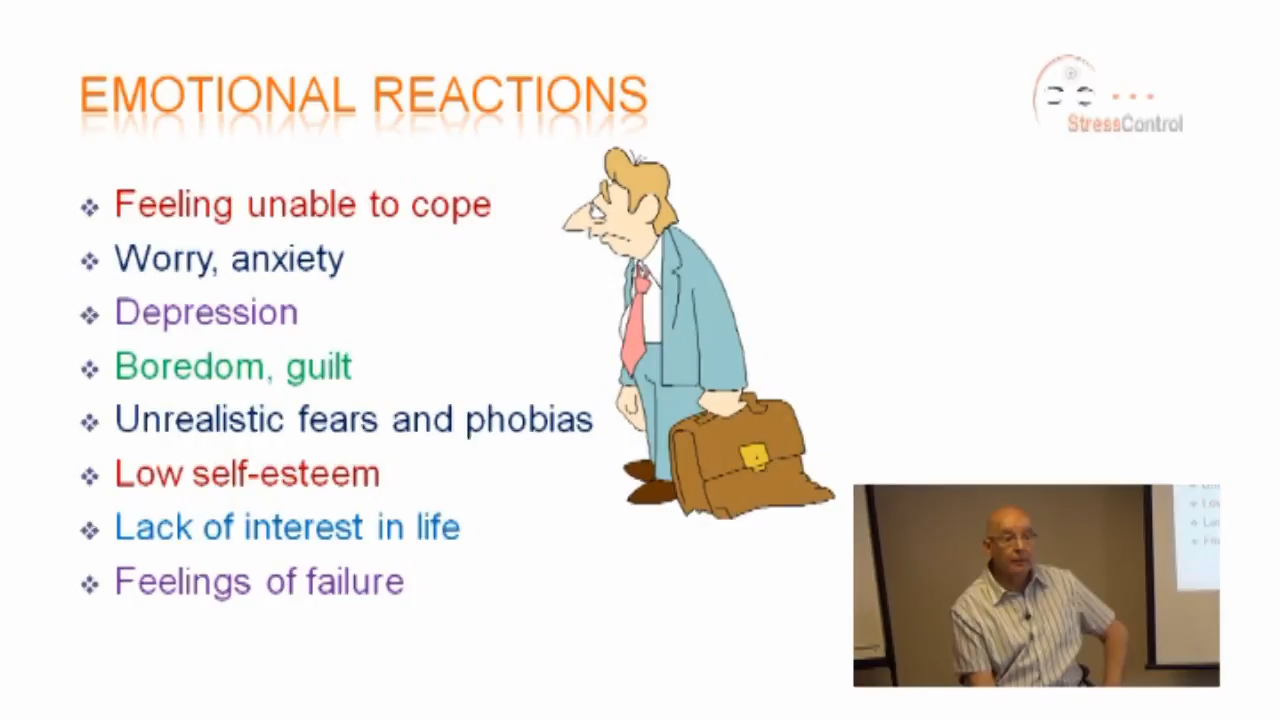 EMOTIONAL REACTIONS
StressControl
Feeling unable to cope
Worry, anxiety
Depression
Boredom, guilt
Unrealistic fears and phobias
Low self-esteem
Lack of interest in life
Feelings of failure